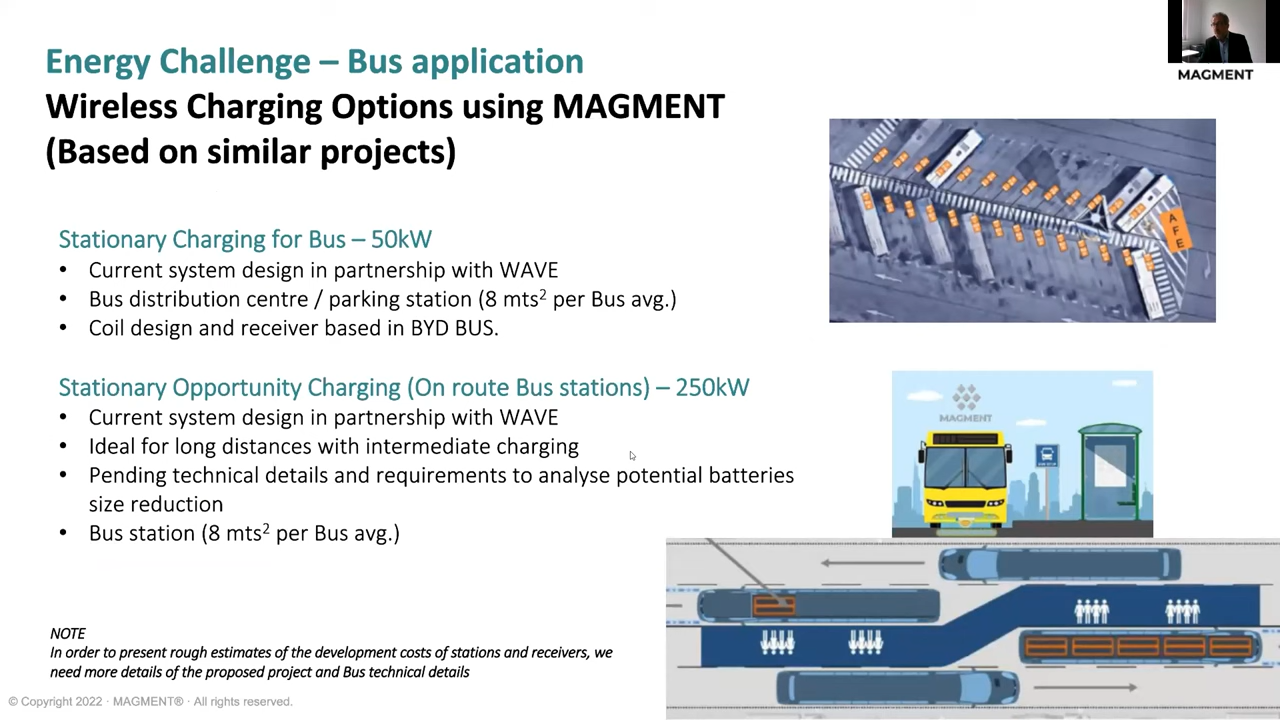 Energy Challenge – Bus application
Wireless Charging Options using MAGMENT
(Based on similar projects)
MAGMENT
Stationary Charging for Bus – 50kW
• Current system design in partnership with WAVE
• Bus distribution centre / parking station (8 mts² per Bus avg.)
• Coil design and receiver based in BYD BUS.
A
F
E
Stationary Opportunity Charging (On route Bus stations) – 250kW
• Current system design in partnership with WAVE
• Ideal for long distances with intermediate charging
• Pending technical details and requirements to analyse potential batteries
size reduction
• Bus station (8 mts² per Bus avg.)
MAGMENT
NOTE
In order to present rough estimates of the development costs of stations and receivers, we
need more details of the proposed project and Bus technical details
© Copyright 2022 · MAGMENT® · All rights reserved.